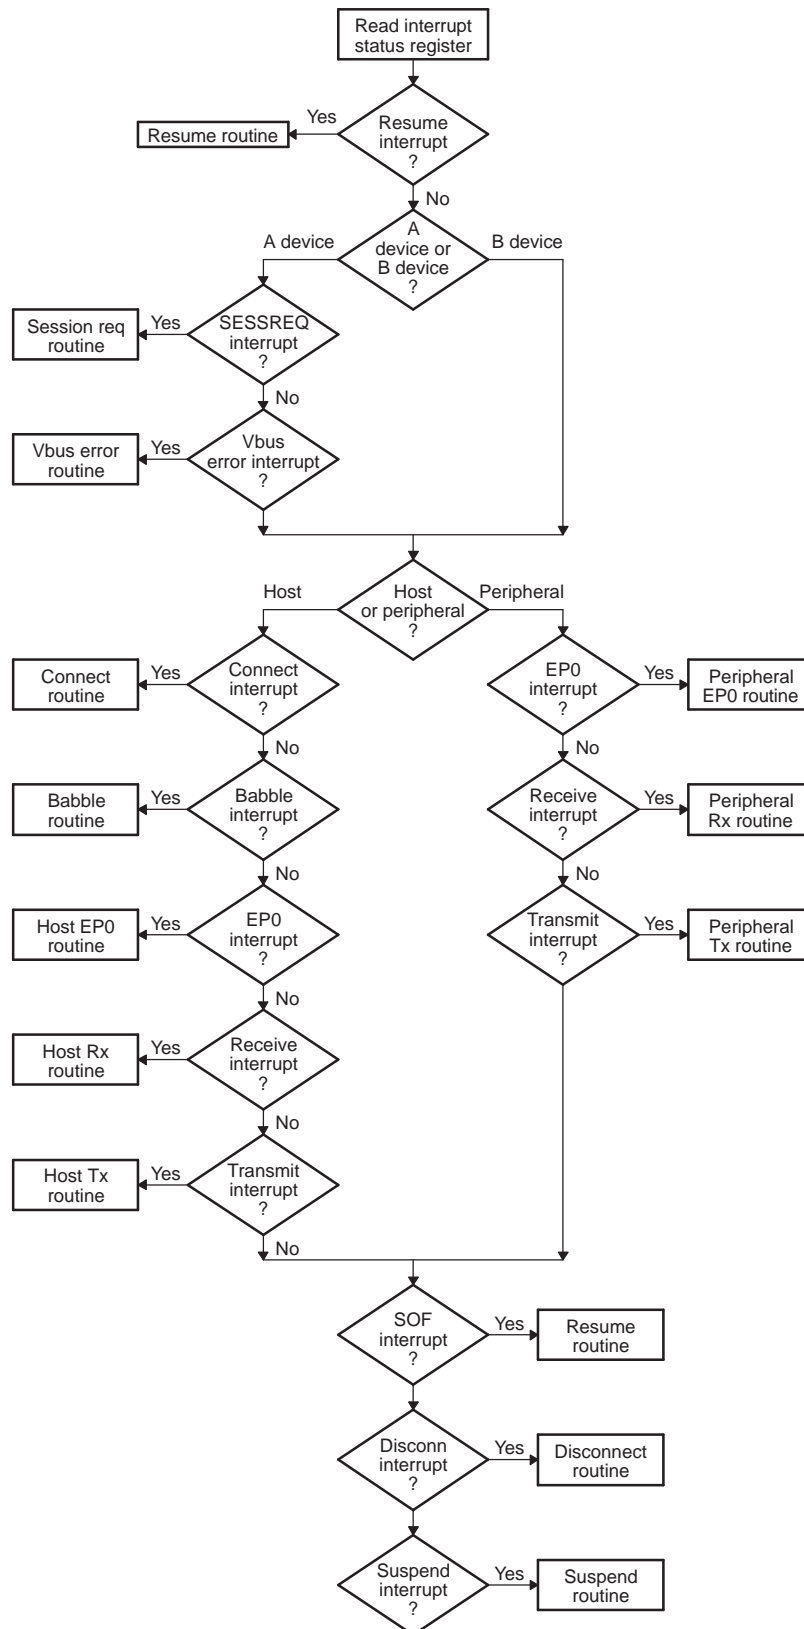 Read interrupt
status register
Yes
Resume routine
Resume
interrupt
?
No
A device
A
device or
B device
?
B device
Session req
routine
Yes
SESSREQ
interrupt
?
No
Vbus error
routine
Yes
Vbus
error interrupt
?
Host
Host
or peripheral
?
Peripheral
Connect
routine
Yes
Connect
interrupt
?
EP0
interrupt
?
Yes
Peripheral
EP0 routine
No
No
Babble
routine
Yes
Babble
interrupt
?
Receive
interrupt
?
Yes
Peripheral
Rx routine
No
No
Host EP0
routine
Yes
EP0
interrupt
?
Transmit
interrupt
?
Yes
Peripheral
Tx routine
No
Host Rx
routine
Yes
Receive
interrupt
?
No
Host Tx
routine
Yes
Transmit
interrupt
?
No
SOF
interrupt
?
Yes
Resume
routine
Disconn
interrupt
?
Yes
Disconnect
routine
Suspend
interrupt
?
Yes
Suspend
routine